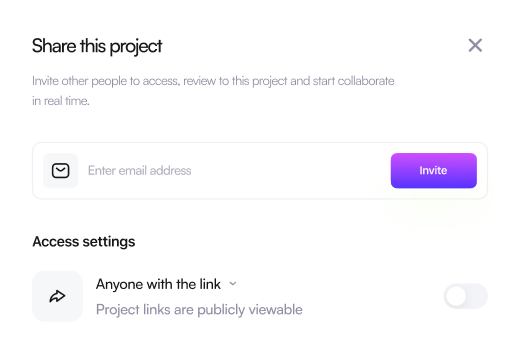 Share this project
Invite other people to access, review to this project and start collaborate
in real time.
Enter email address
Invite
Access settings
Anyone with the link
Project links are publicly viewable